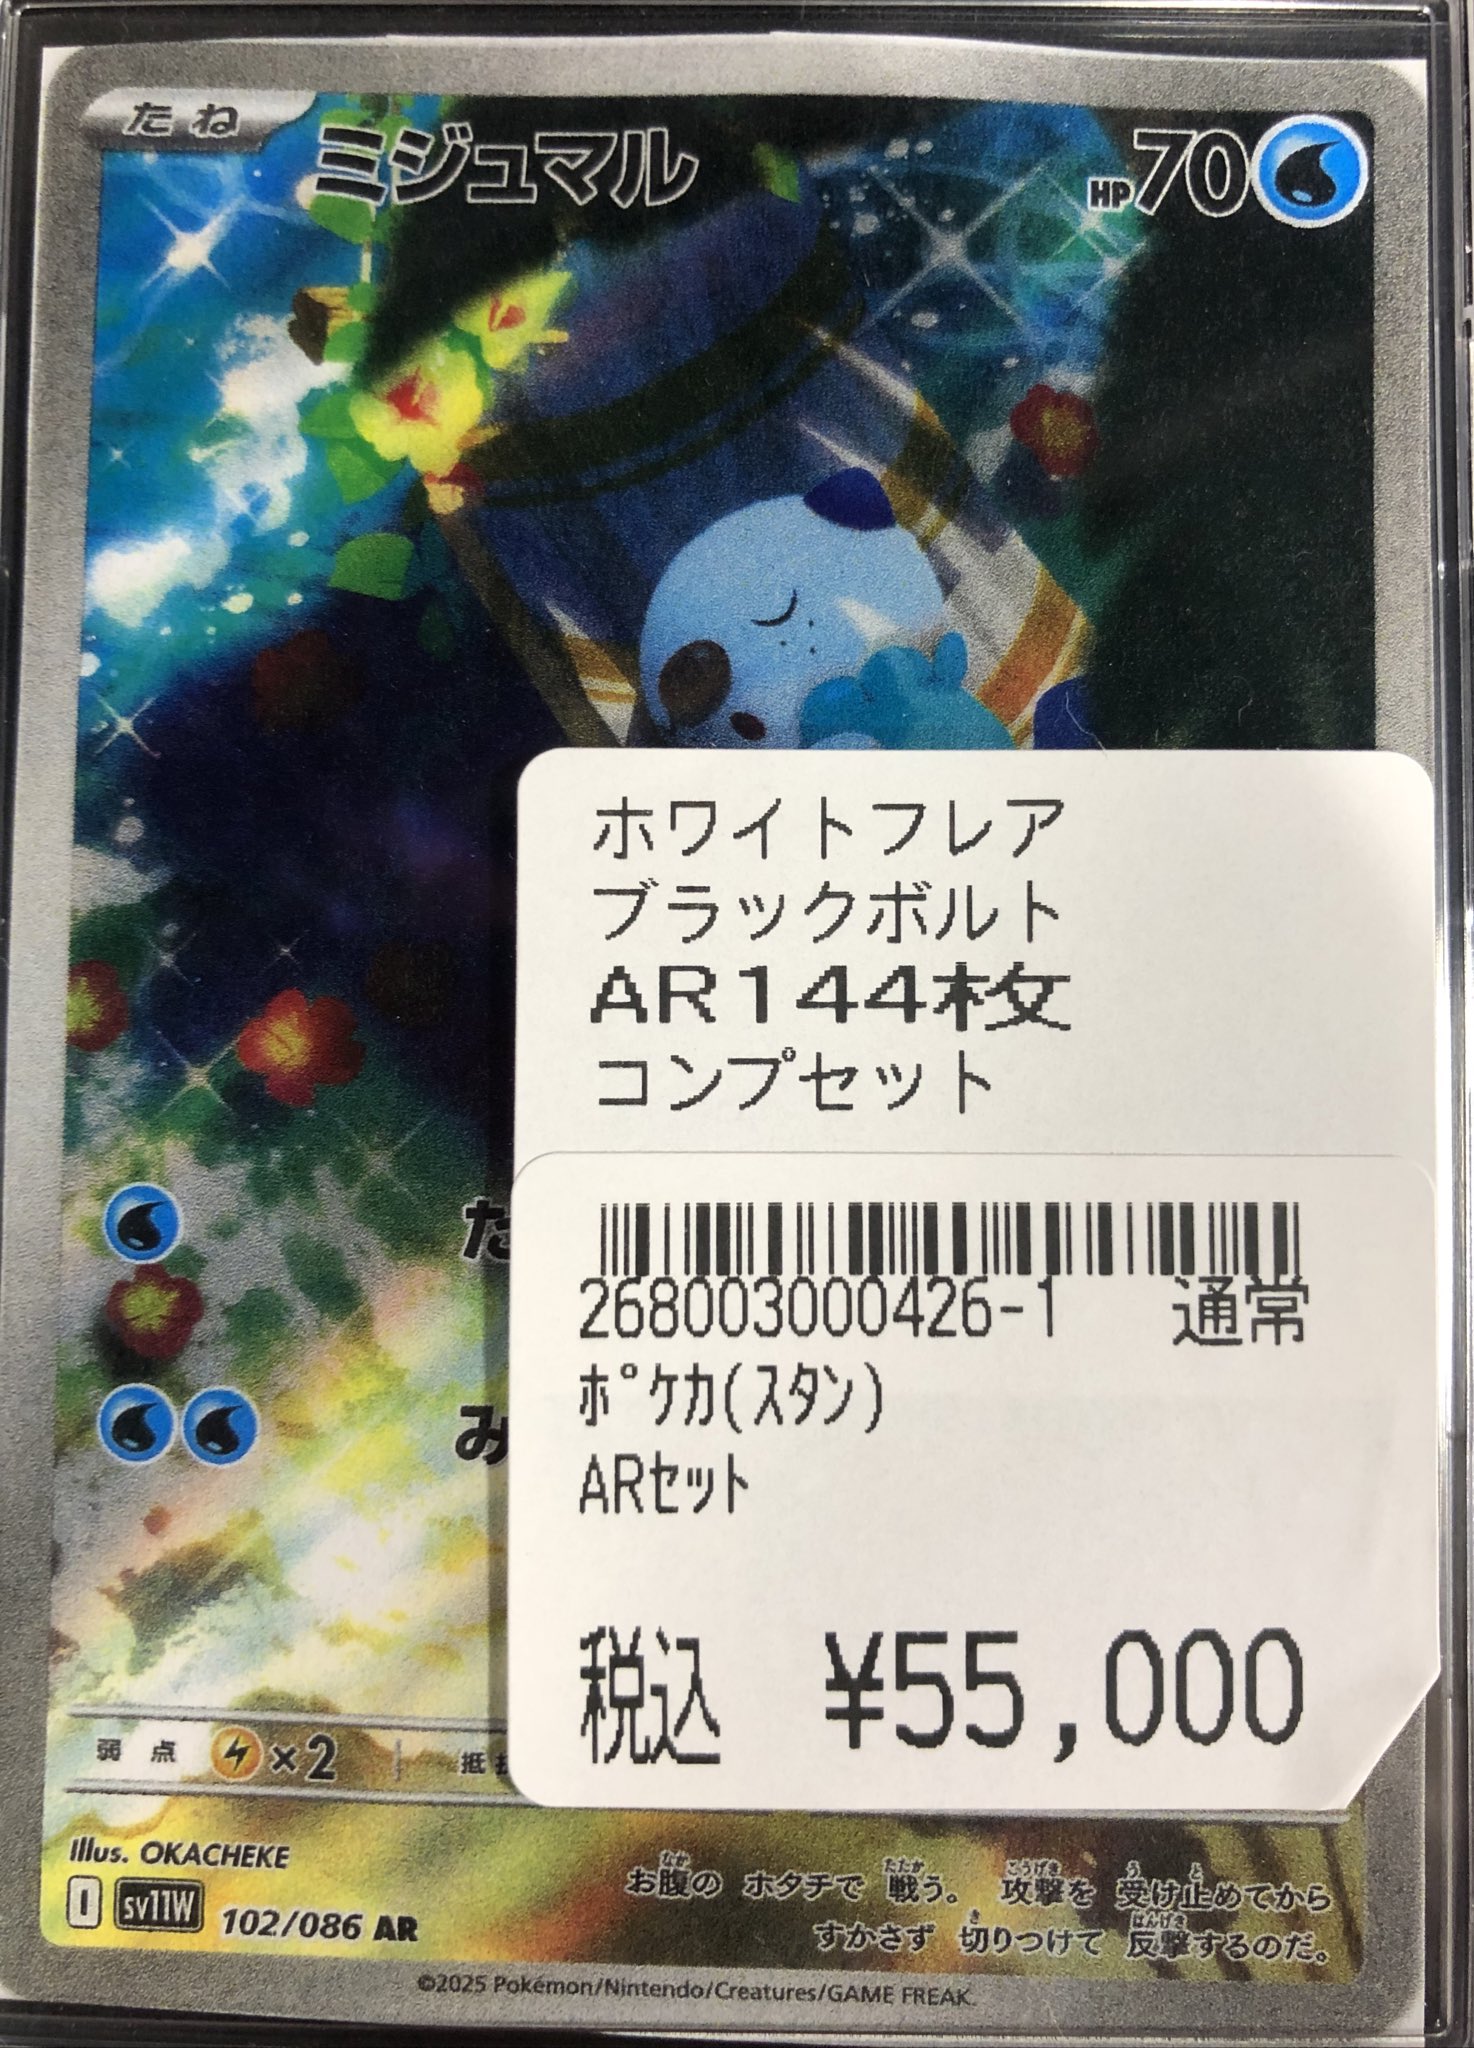 たね
ミジュマル
HP70
ホワイトフレア
ブラックボルト
AR144枚
コンプセット
た
み
268003000426-1 通常
ﾎﾟｹｶ(ｽﾀﾝ)
ARｾｯﾄ
税込 ¥55,000
弱点 ×2 抵
Illus. OKACHEKE
I SV11W 102/086 AR
お腹のホタチで戦う。攻撃を受け止めてから
すかさず切りつけて反撃するのだ。
©2025 Pokémon/Nintendo/Creatures/GAME FREAK.